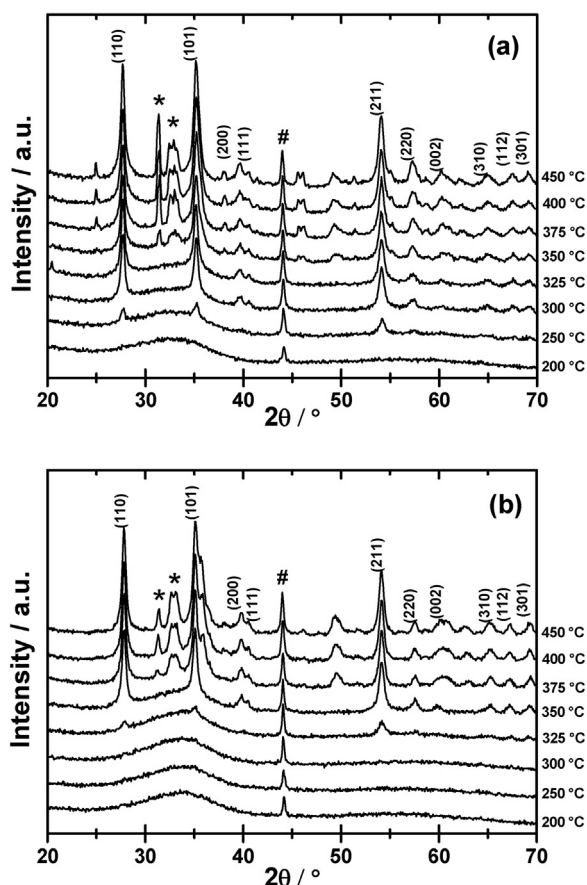 (a)
(110)
(101)
*
*
(200)
(111)
#
(211)
(220)
(002)
(310)
(112)
(301)
450 °C
400 °C
375 °C
350 °C
325 °C
300 °C
250 °C
200 °C
Intensity / a.u.
20 30 40 50 60 70
2θ / °
(b)
(110)
(101)
*
*
(200)
(111)
#
(211)
(220)
(002)
(310)
(112)
(301)
450 °C
400 °C
375 °C
350 °C
325 °C
300 °C
250 °C
200 °C
Intensity / a.u.
20 30 40 50 60 70
2θ / °